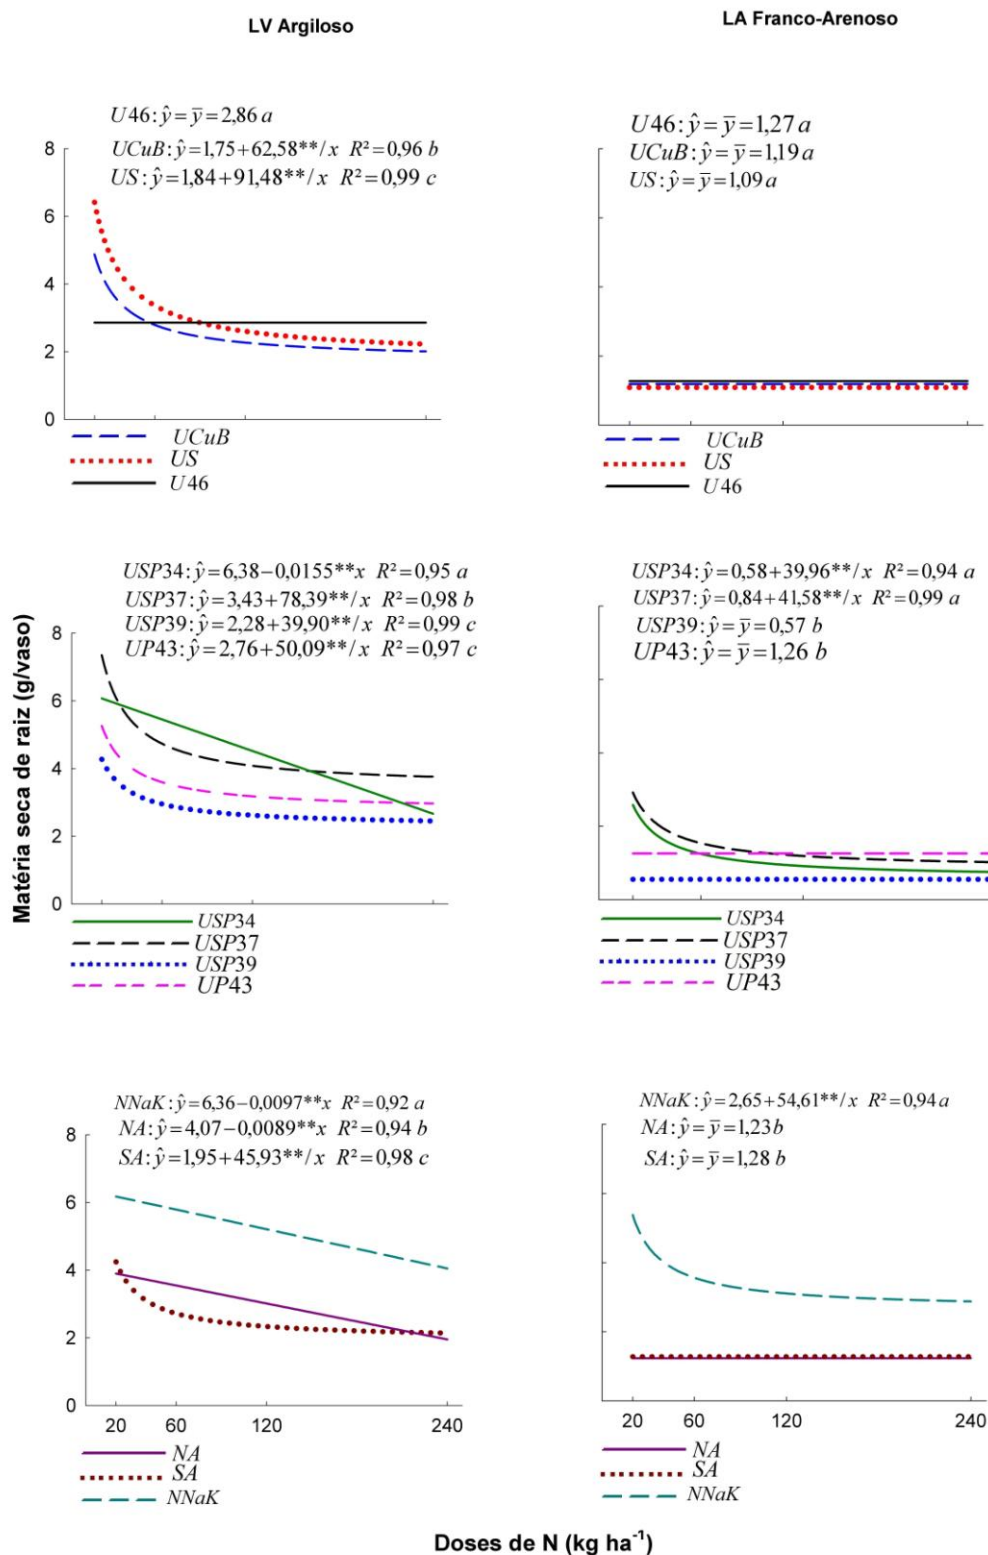 LV Argiloso
LA Franco-Arenoso
U46: ŷ = y̅ = 2,86 a
UCuB: ŷ = 1,75+62,58**/x R²=0,96 b
US: ŷ = 1,84+91,48**/x R²=0,99 c
8
6
4
2
0
UCuB
US
U46
U46: ŷ = y̅ = 1,27 a
UCuB: ŷ = y̅ = 1,19 a
US: ŷ = y̅ = 1,09 a
UCuB
US
U46
Matéria seca de raiz (g/vaso)
USP34: ŷ = 6,38−0,0155**x R²=0,95 a
USP37: ŷ = 3,43+78,39**/x R²=0,98 b
USP39: ŷ = 2,28+39,90**/x R²=0,99 c
UP43: ŷ = 2,76+50,09**/x R²=0,97 c
8
6
4
2
0
USP34
USP37
USP39
UP43
USP34: ŷ = 0,58+39,96**/x R²=0,94 a
USP37: ŷ = 0,84+41,58**/x R²=0,99 a
USP39: ŷ = y̅ = 0,57 b
UP43: ŷ = y̅ = 1,26 b
USP34
USP37
USP39
UP43
NNaK: ŷ = 6,36−0,0097**x R²=0,92 a
NA: ŷ = 4,07−0,0089**x R²=0,94 b
SA: ŷ = 1,95+45,93**/x R²=0,98 c
8
6
4
2
0
20 60 120 240
NA
SA
NNaK
NNaK: ŷ = 2,65+54,61**/x R²=0,94 a
NA: ŷ = y̅ = 1,23 b
SA: ŷ = y̅ = 1,28 b
20 60 120 240
NA
SA
NNaK
Doses de N (kg ha⁻¹)